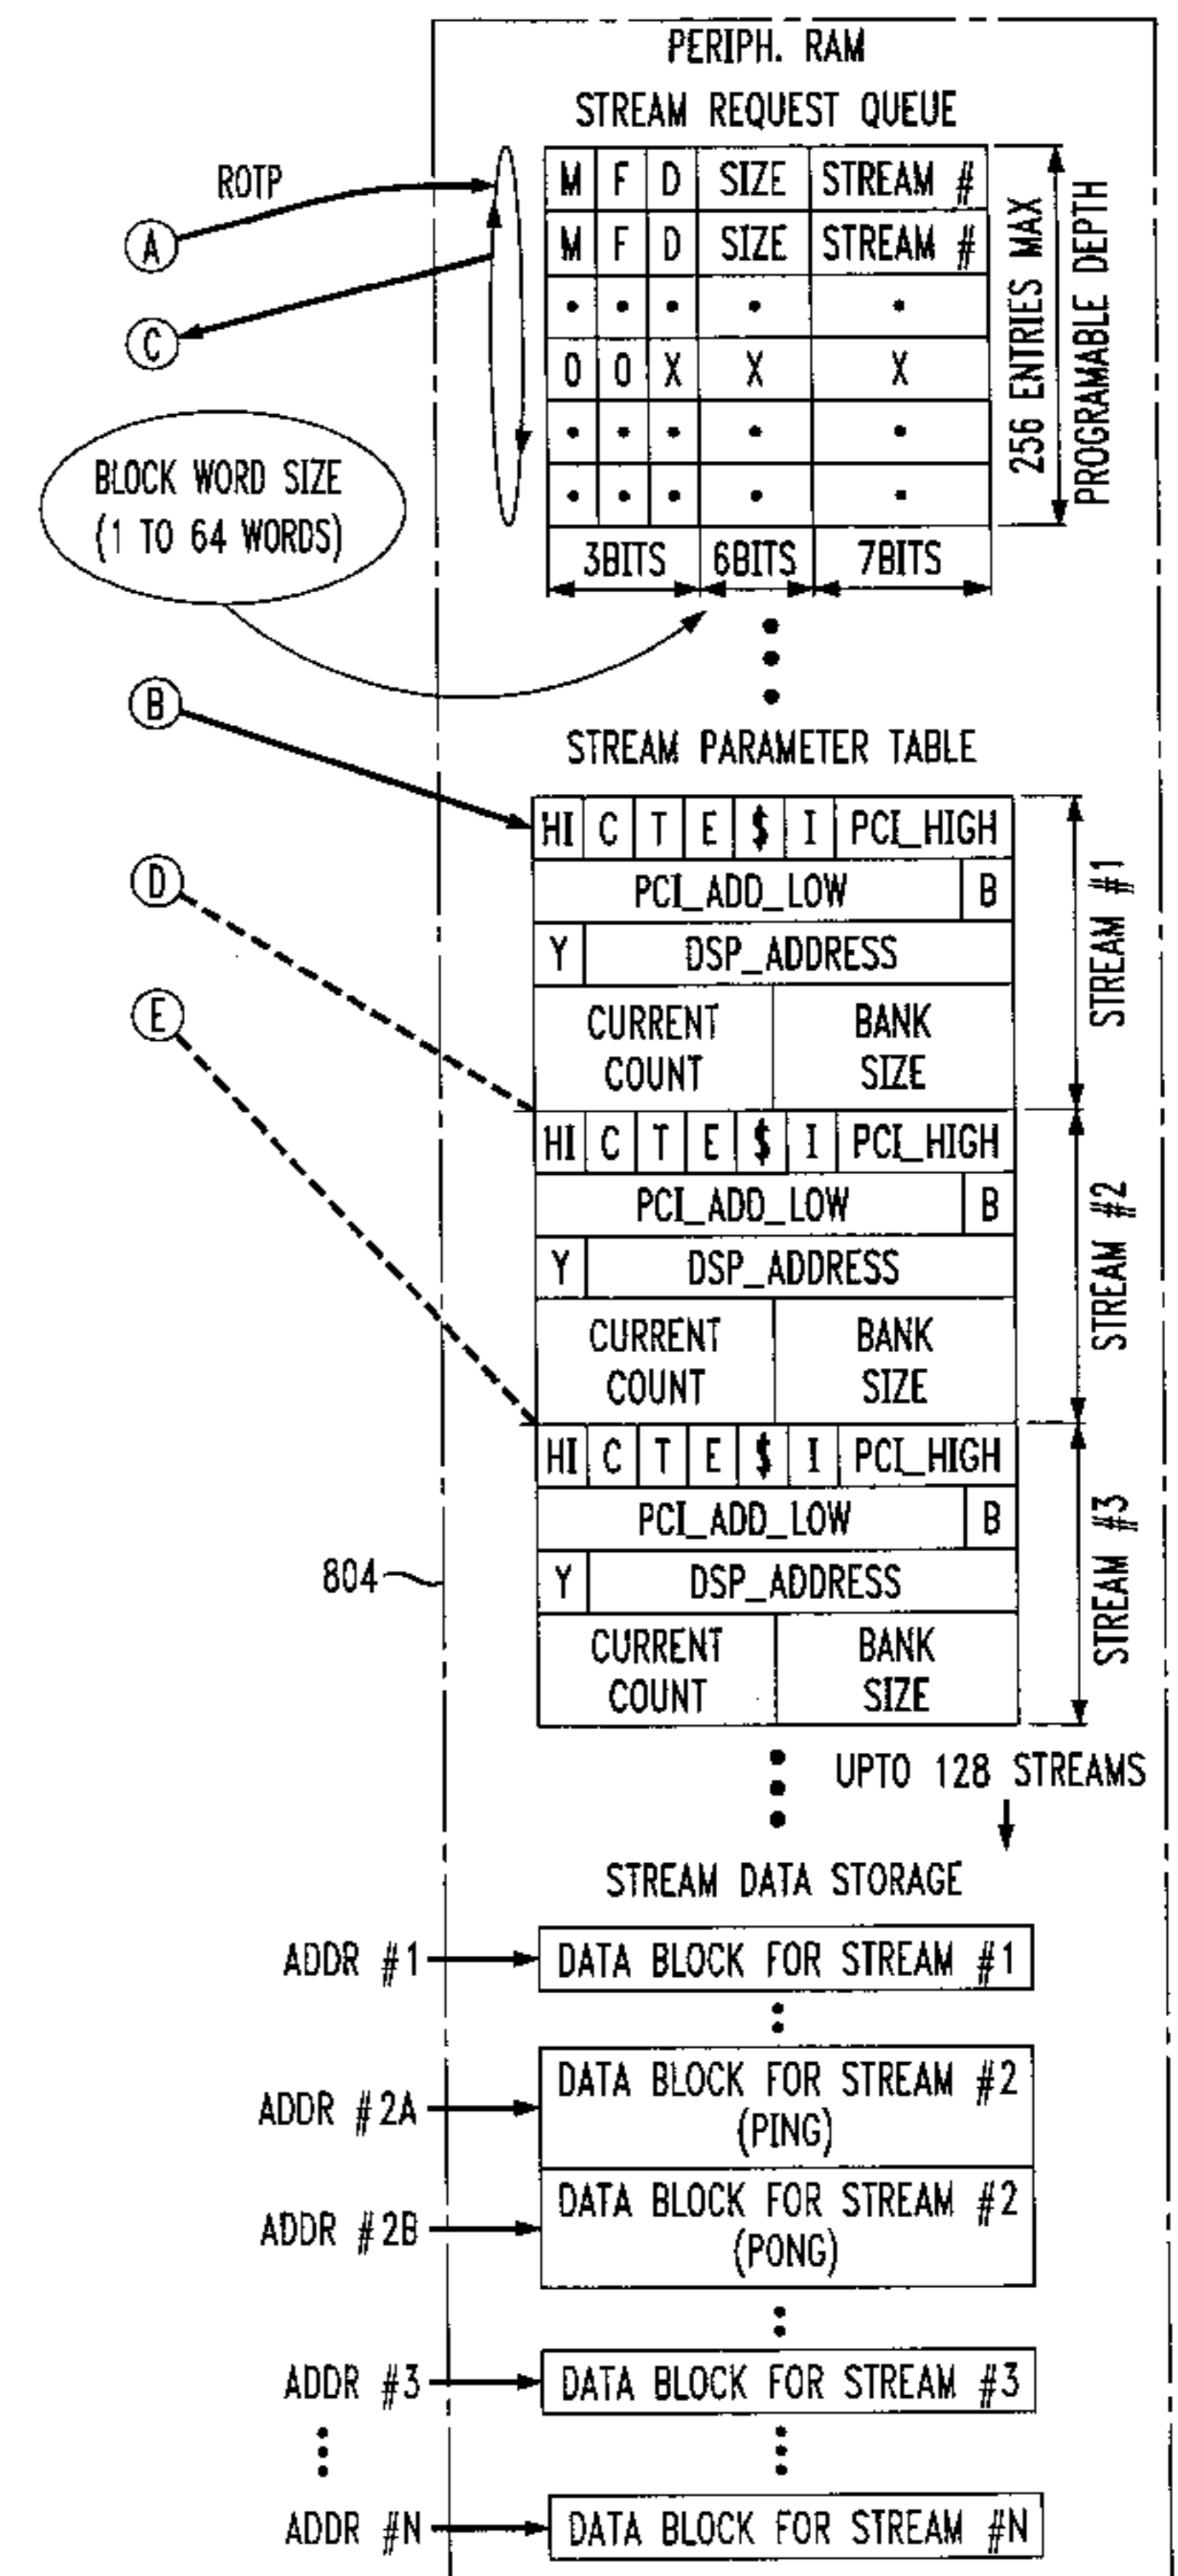 PERIPH. RAM
STREAM REQUEST QUEUE
ROTP
M F D SIZE STREAM #
A
M F D SIZE STREAM #
C
0 0 X X X
256 ENTRIES MAX
PROGRAMABLE DEPTH
BLOCK WORD SIZE
(1 TO 64 WORDS)
3BITS 6BITS 7BITS
B
STREAM PARAMETER TABLE
HI C T E $ I PCI_HIGH
PCI_ADD_LOW B
Y DSP_ADDRESS
CURRENT
COUNT
BANK
SIZE
STREAM #1
D
E
HI C T E $ I PCI_HIGH
PCI_ADD_LOW B
Y DSP_ADDRESS
CURRENT
COUNT
BANK
SIZE
STREAM #2
HI C T E $ I PCI_HIGH
PCI_ADD_LOW B
Y DSP_ADDRESS
CURRENT
COUNT
BANK
SIZE
STREAM #3
804
UPTO 128 STREAMS
STREAM DATA STORAGE
ADDR #1 DATA BLOCK FOR STREAM #1
ADDR #2A DATA BLOCK FOR STREAM #2
(PING)
ADDR #2B DATA BLOCK FOR STREAM #2
(PONG)
ADDR #3 DATA BLOCK FOR STREAM #3
ADDR #N DATA BLOCK FOR STREAM #N